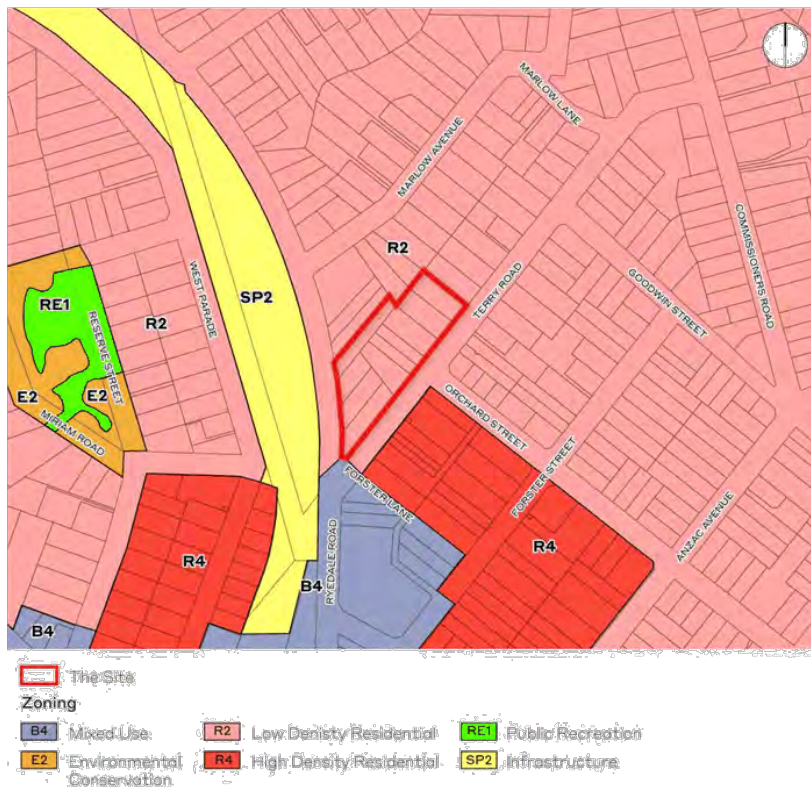 MARLOW LANE
MARLOW AVENUE
COMMISSIONERS ROAD
R2
TERRY ROAD
GOODWIN STREET
WEST PARADE
SP2
RE1
RESERVE STREET
R2
E2
E2
MIRIAM ROAD
ORCHARD STREET
FORSTER STREET
FORSTER LANE
ANZAC AVENUE
R4
R4
RYEDALE ROAD
B4
B4
The Site
Zoning
B4 Mixed Use
R2 Low Denisty Residential
RE1 Public Recreation
E2 Environmental
Conservation
R4 High Density Residential
SP2 Infrastructure